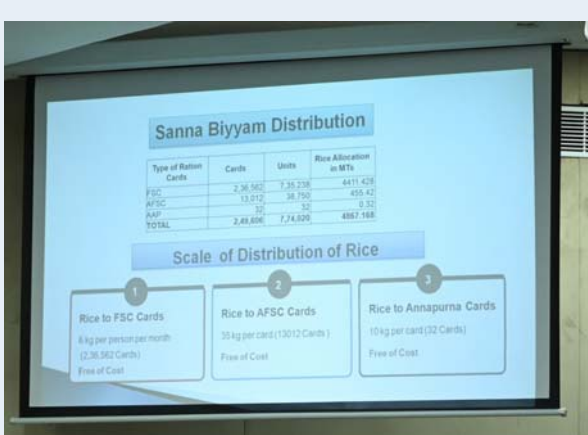 Sanna Biyyam Distribution
Type of Ration Cards Cards Units Rice Allocation in MTs
FSC 2,36,562 7,35,238 4411.428
AFSC 13,012 38,750 455.42
AAP 32 32 0.32
TOTAL 2,49,606 7,74,020 4867.168
Scale of Distribution of Rice
1
Rice to FSC Cards
6 kg per person per month
(2,36,562 Cards)
Free of Cost
2
Rice to AFSC Cards
35 kg per card (13012 Cards)
Free of Cost
3
Rice to Annapurna Cards
10 kg per card (32 Cards)
Free of Cost